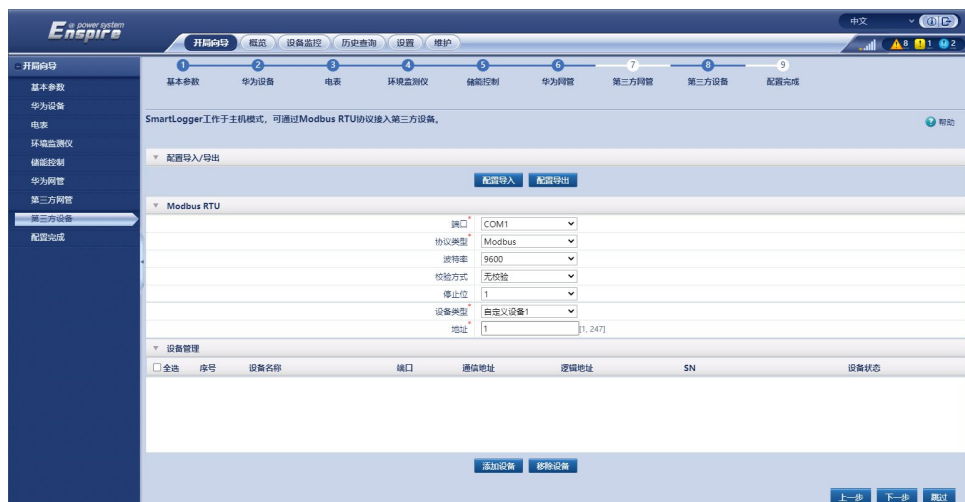 Enspire
power system
中文
开局向导 概览 设备监控 历史查询 设置 维护
8 1 2
开局向导
基本参数
华为设备
电表
环境监测仪
储能控制
华为网管
第三方网管
第三方设备
配置完成
1 2 3 4 5 6 7 8 9
基本参数 华为设备 电表 环境监测仪 储能控制 华为网管 第三方网管 第三方设备 配置完成
SmartLogger工作于主机模式，可通过Modbus RTU协议接入第三方设备。
帮助
配置导入/导出
配置导入 配置导出
Modbus RTU
端口* COM1
协议类型* Modbus
波特率 9600
校验方式 无校验
停止位 1
设备类型* 自定义设备1
地址* 1 [1, 247]
设备管理
全选 序号 设备名称 端口 通信地址 逻辑地址 SN 设备状态
添加设备 移除设备
上一步 下一步 跳过